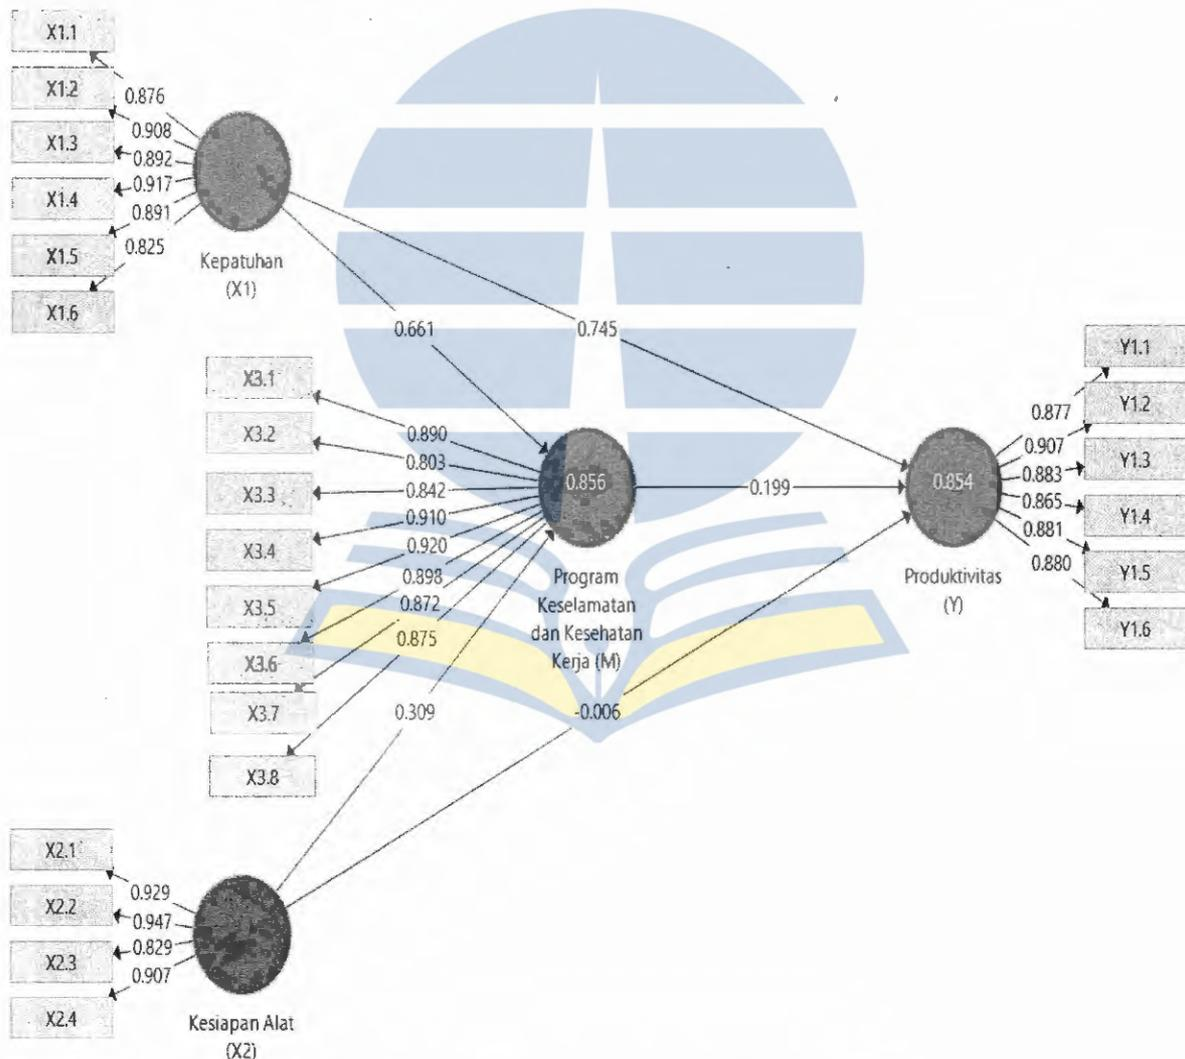 X1.1
X1.2
X1.3
X1.4
X1.5
X1.6
0.876
0.908
0.892
0.917
0.891
0.825
Kepatuhan
(X1)
0.661
0.745
X3.1
X3.2
X3.3
X3.4
X3.5
X3.6
X3.7
X3.8
0.890
0.803
0.842
0.910
0.920
0.898
0.872
0.875
0.856
Program
Keselamatan
dan Kesehatan
Kerja (M)
0.199
0.854
Produktivitas
(Y)
0.877
0.907
0.883
0.865
0.881
0.880
Y1.1
Y1.2
Y1.3
Y1.4
Y1.5
Y1.6
0.309
-0.006
X2.1
X2.2
X2.3
X2.4
0.929
0.947
0.829
0.907
Kesiapan Alat
(X2)